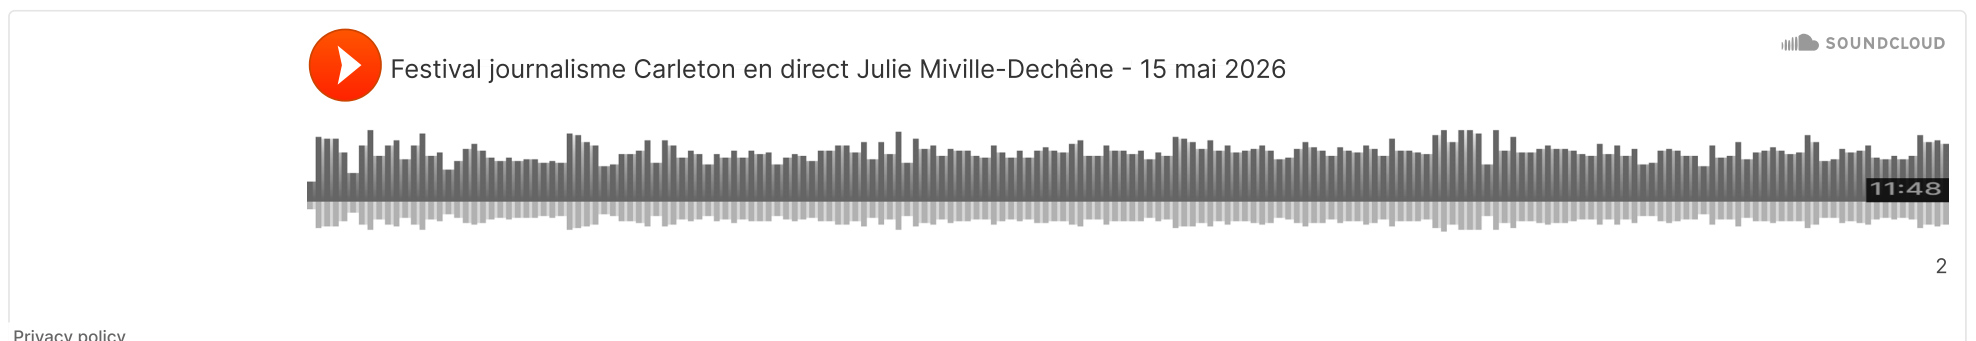 SOUNDCLOUD
Festival journalisme Carleton en direct Julie Miville-Dechêne - 15 mai 2026
11:48
2
Privacy policy